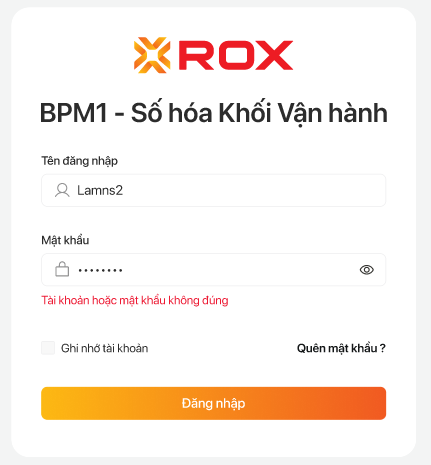 ROX
BPM1 - Số hóa Khối Vận hành
Tên đăng nhập
Lamns2
Mật khẩu
••••••••
Tài khoản hoặc mật khẩu không đúng
Ghi nhớ tài khoản
Quên mật khẩu ?
Đăng nhập